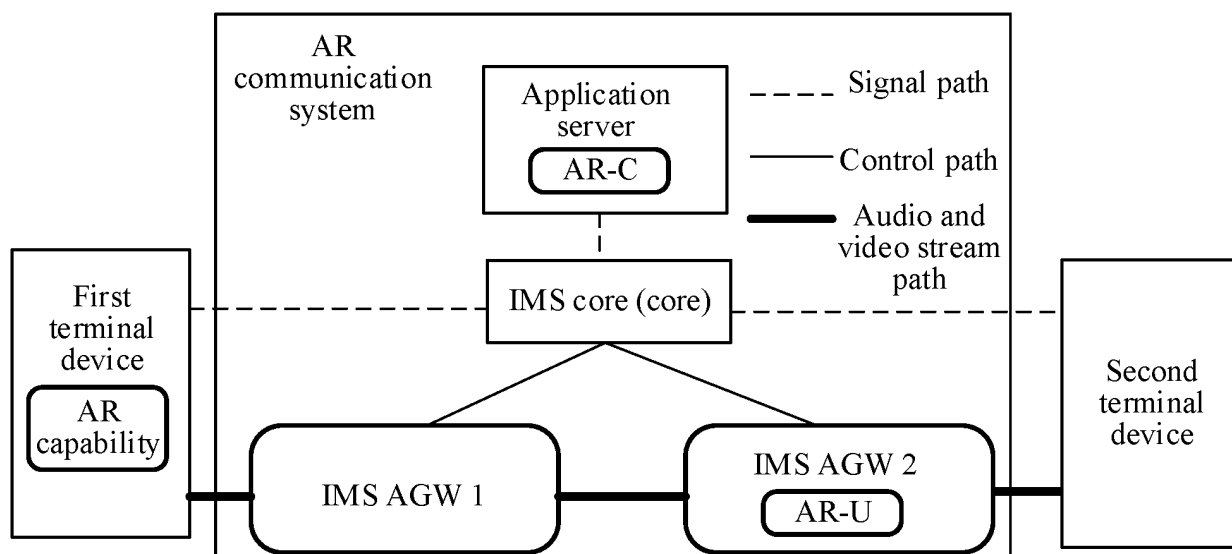 AR
communication
system
Application
server
AR-C
Signal path
Control path
Audio and
video stream
path
First
terminal
device
AR
capability
IMS core (core)
Second
terminal
device
IMS AGW 1
IMS AGW 2
AR-U